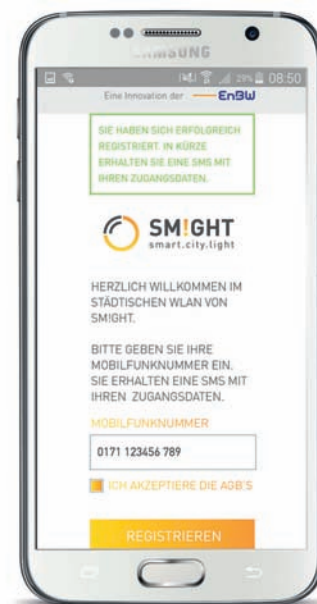 SAMSUNG
29% 08:50
Eine Innovation der EnBW
SIE HABEN SICH ERFOLGREICH
REGISTRIERT. IN KÜRZE
ERHALTEN SIE EINE SMS MIT
IHREN ZUGANGSDATEN.
SM!GHT
smart.city.light
HERZLICH WILLKOMMEN IM
STÄDTISCHEN WLAN VON
SM!GHT.
BITTE GEBEN SIE IHRE
MOBILFUNKNUMMER EIN.
SIE ERHALTEN EINE SMS MIT
IHREN ZUGANGSDATEN.
MOBILFUNKNUMMER
0171 123456 789
ICH AKZEPTIERE DIE AGB'S
REGISTRIEREN